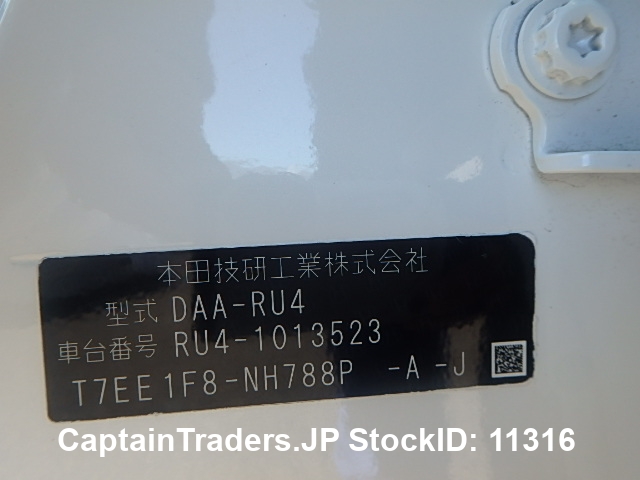 本田技研工業株式会社
型式 DAA-RU4
車台番号 RU4-1013523
T7EE1F8-NH788P -A -J
CaptainTraders.JP StockID: 11316